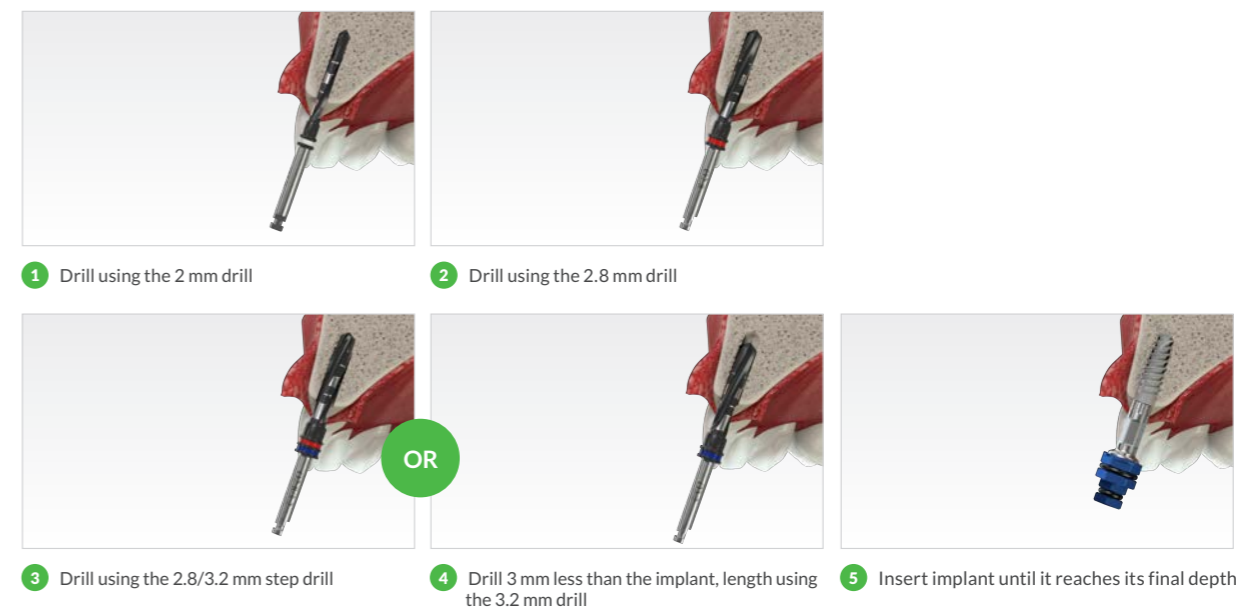 1 Drill using the 2 mm drill
2 Drill using the 2.8 mm drill
OR
3 Drill using the 2.8/3.2 mm step drill
4 Drill 3 mm less than the implant, length using
the 3.2 mm drill
5 Insert implant until it reaches its final depth